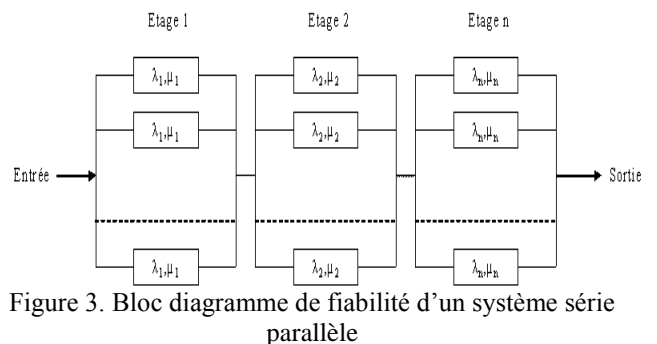 Etage 1 Etage 2 Etage n
λ1,μ1 λ2,μ2 λn,μn
λ1,μ1 λ2,μ2 λn,μn
Entrée Sortie
λ1,μ1 λ2,μ2 λn,μn
Figure 3. Bloc diagramme de fiabilité d’un système série
parallèle